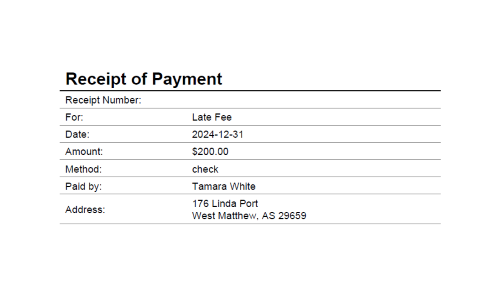 Receipt of Payment
Receipt Number:
For: Late Fee
Date: 2024-12-31
Amount: $200.00
Method: check
Paid by: Tamara White
Address: 176 Linda Port
West Matthew, AS 29659